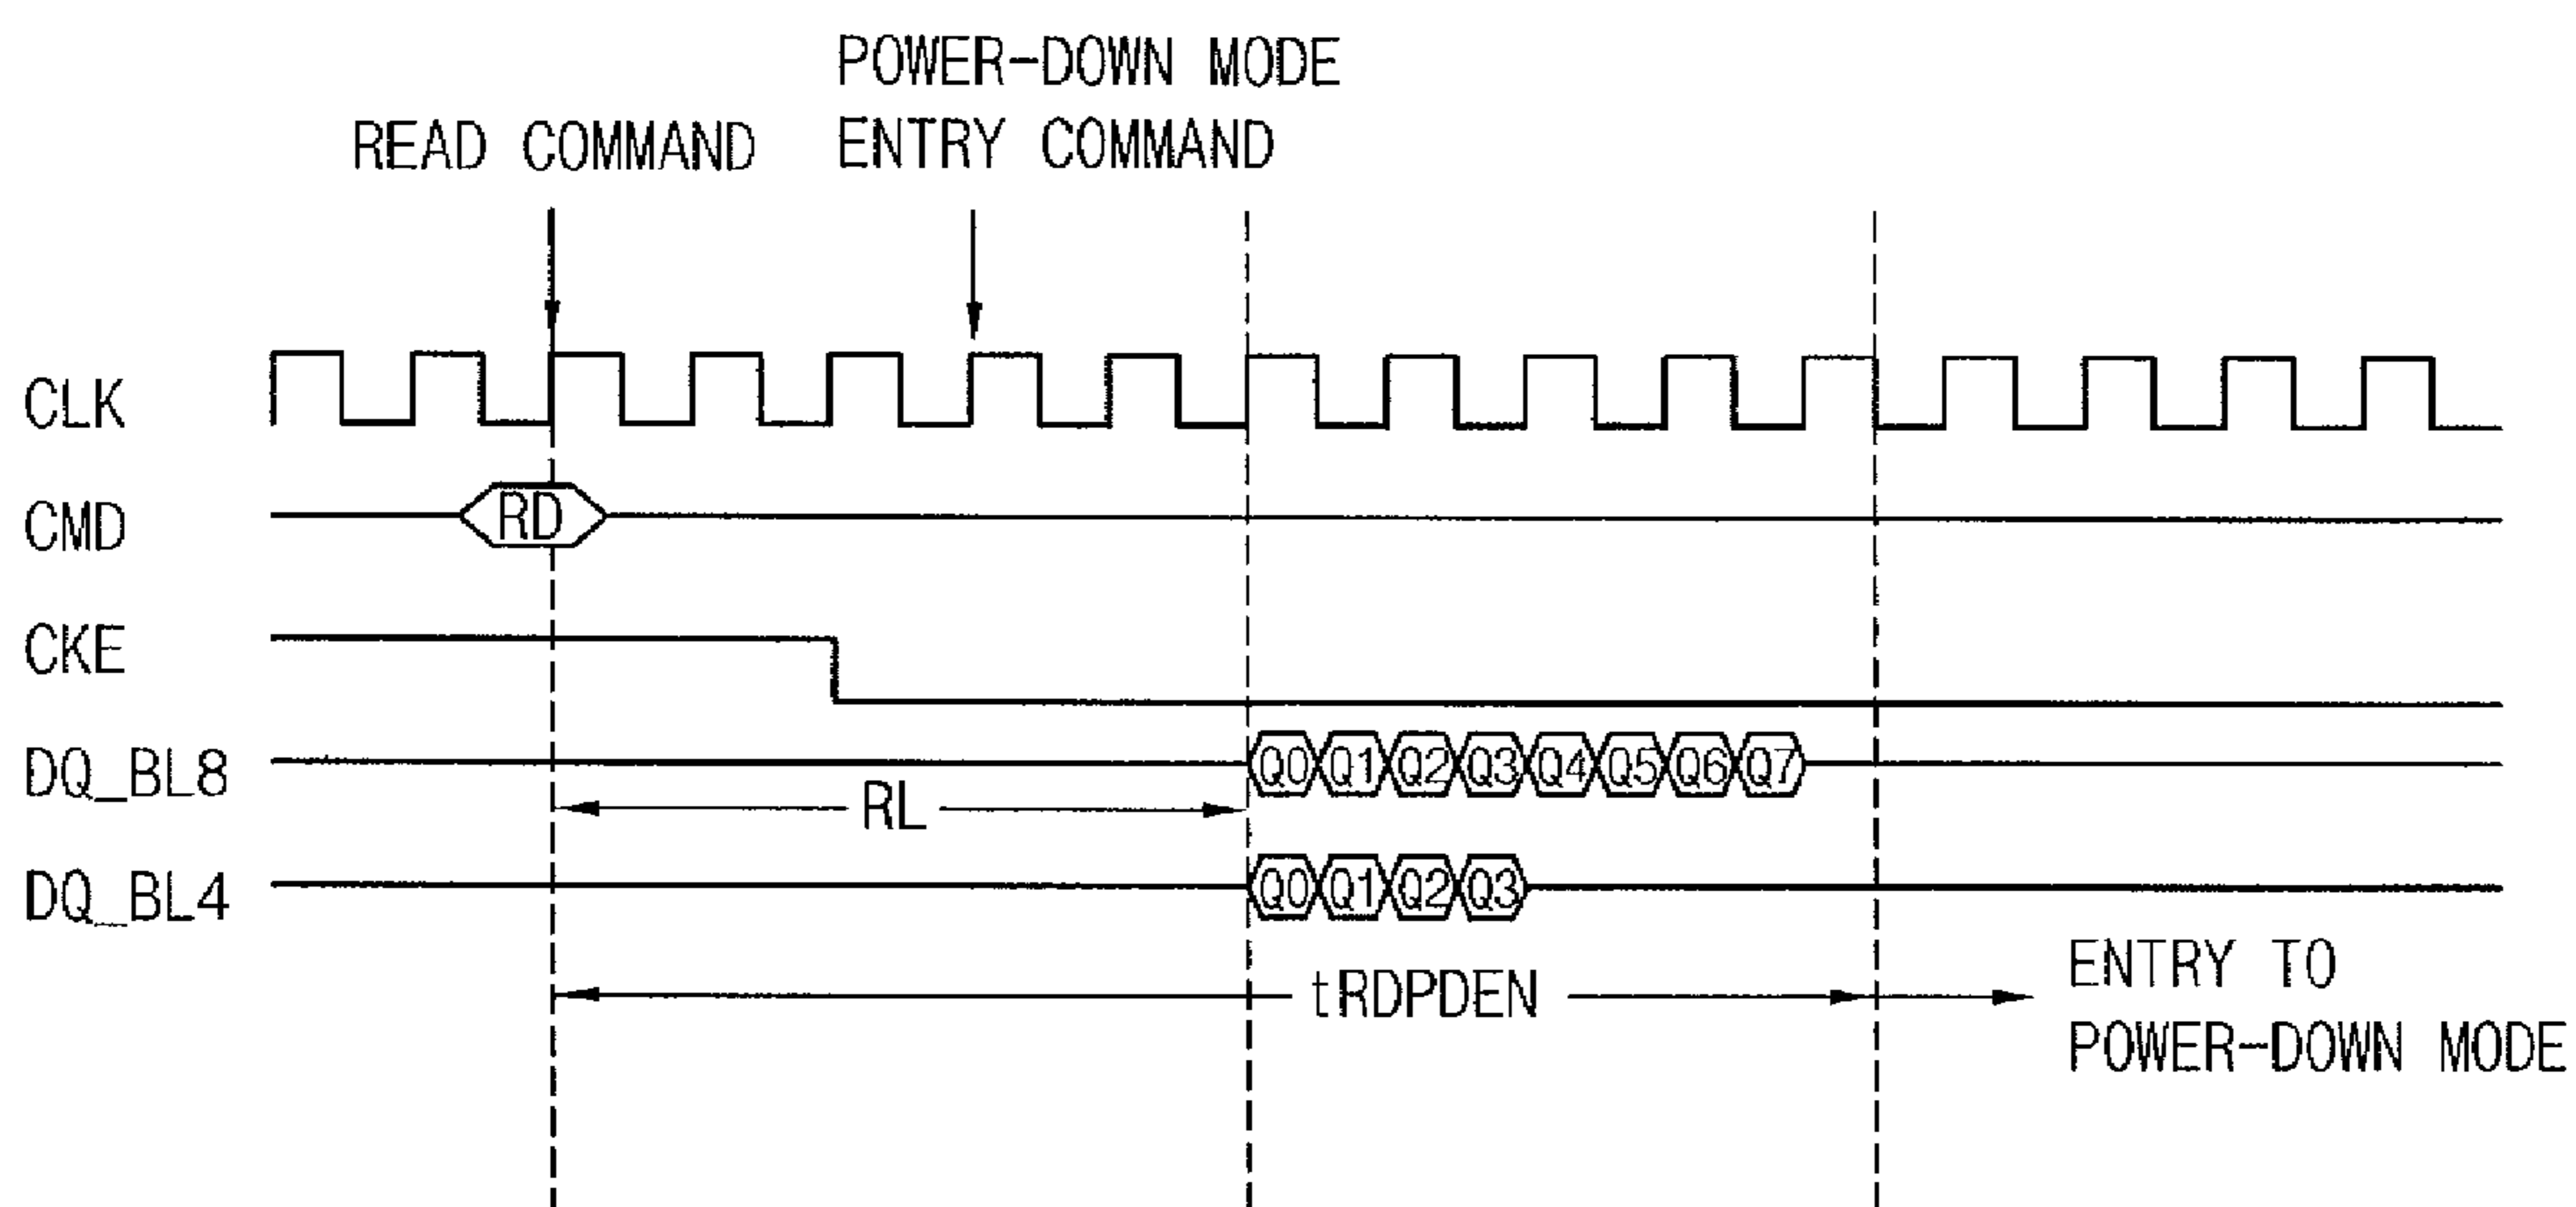 POWER-DOWN MODE
READ COMMAND ENTRY COMMAND
CLK
CMD RD
CKE
DQ_BL8 Q0 Q1 Q2 Q3 Q4 Q5 Q6 Q7
RL
DQ_BL4 Q0 Q1 Q2 Q3
tRDPDEN ENTRY TO
POWER-DOWN MODE